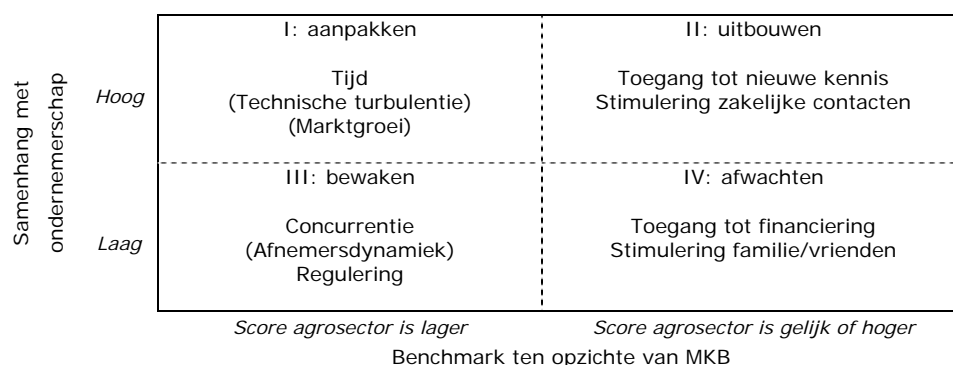 Samenhang met
ondernemerschap
Hoog
I: aanpakken
Tijd
(Technische turbulentie)
(Marktgroei)
II: uitbouwen
Toegang tot nieuwe kennis
Stimulering zakelijke contacten
Laag
III: bewaken
Concurrentie
(Afnemersdynamiek)
Regulering
IV: afwachten
Toegang tot financiering
Stimulering familie/vrienden
Score agrosector is lager
Score agrosector is gelijk of hoger
Benchmark ten opzichte van MKB